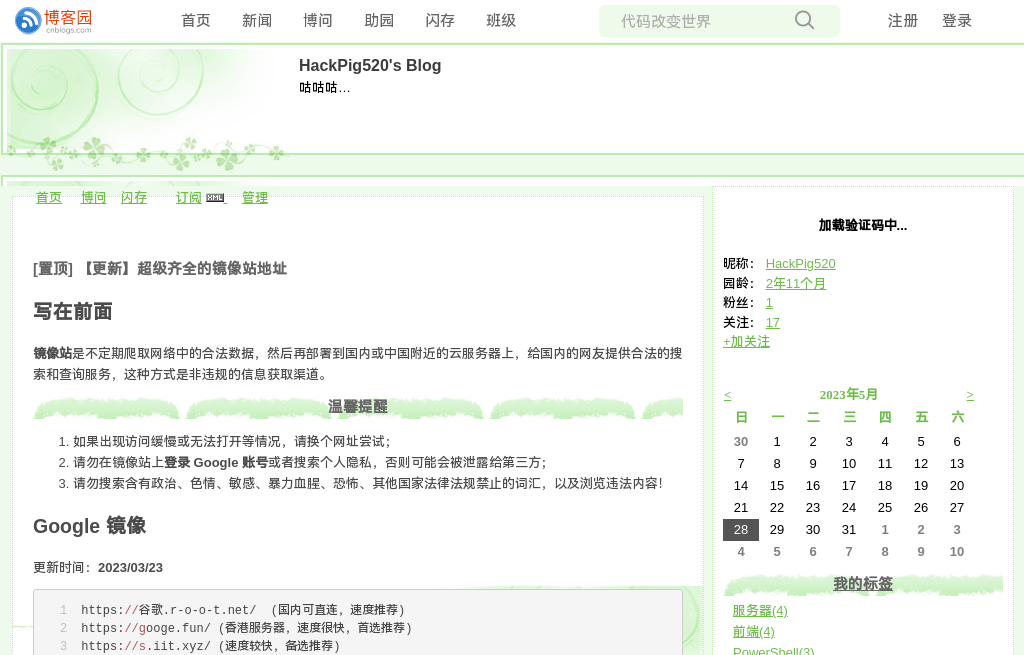 博客园
cnblogs.com
首页 新闻 博问 助园 闪存 班级
代码改变世界
注册 登录
HackPig520's Blog
咕咕咕…
首页 博问 闪存 订阅 XML 管理
[置顶] 【更新】超级齐全的镜像站地址
写在前面
镜像站是不定期爬取网络中的合法数据，然后再部署到国内或中国附近的云服务器上，给国内的网友提供合法的搜
索和查询服务，这种方式是非违规的信息获取渠道。
温馨提醒
1. 如果出现访问缓慢或无法打开等情况，请换个网址尝试；
2. 请勿在镜像站上登录 Google 账号或者搜索个人隐私，否则可能会被泄露给第三方；
3. 请勿搜索含有政治、色情、敏感、暴力血腥、恐怖、其他国家法律法规禁止的词汇，以及浏览违法内容！
Google 镜像
更新时间：2023/03/23
1 https://谷歌.r-o-o-t.net/ (国内可直连，速度推荐)
2 https://googe.fun/ (香港服务器，速度很快，首选推荐)
3 https://s.iit.xyz/ (速度较快，备选推荐)
加载验证码中...
昵称： HackPig520
园龄： 2年11个月
粉丝： 1
关注： 17
+加关注
< 2023年5月 >
日 一 二 三 四 五 六
30 1 2 3 4 5 6
7 8 9 10 11 12 13
14 15 16 17 18 19 20
21 22 23 24 25 26 27
28 29 30 31 1 2 3
4 5 6 7 8 9 10
我的标签
服务器(4)
前端(4)
PowerShell(3)